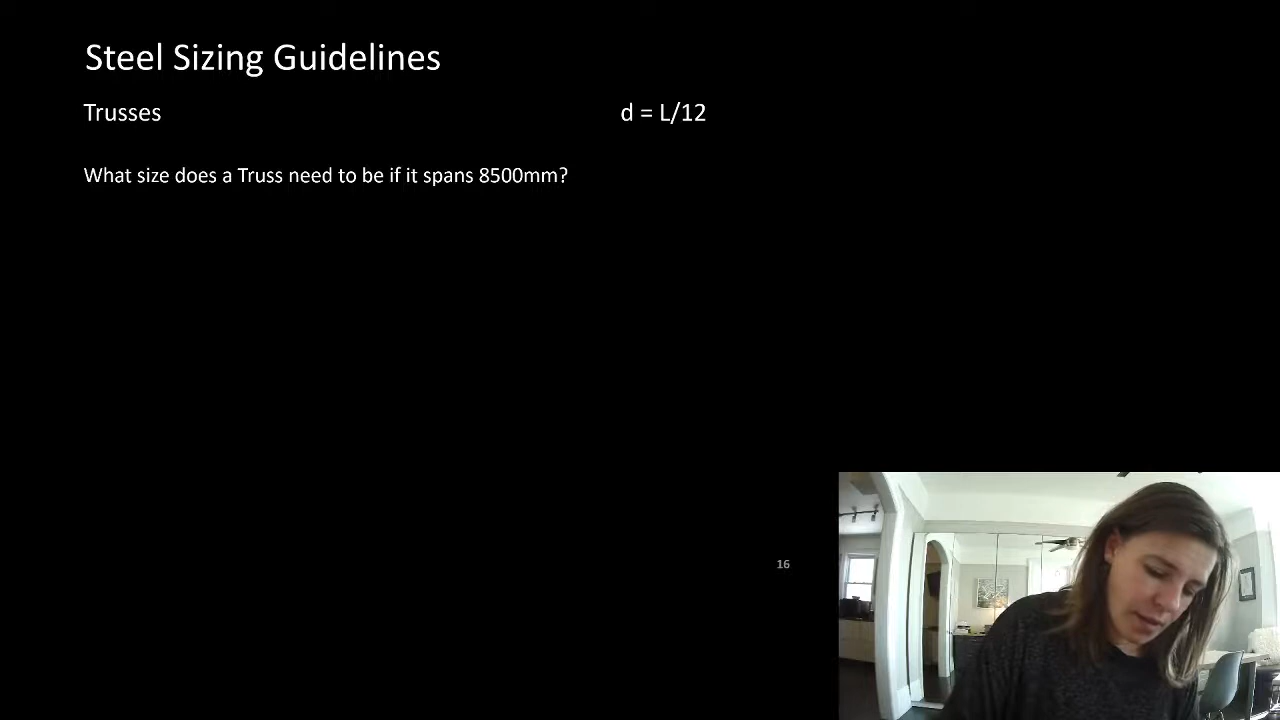 Steel Sizing Guidelines
Trusses d = L/12
What size does a Truss need to be if it spans 8500mm?
16